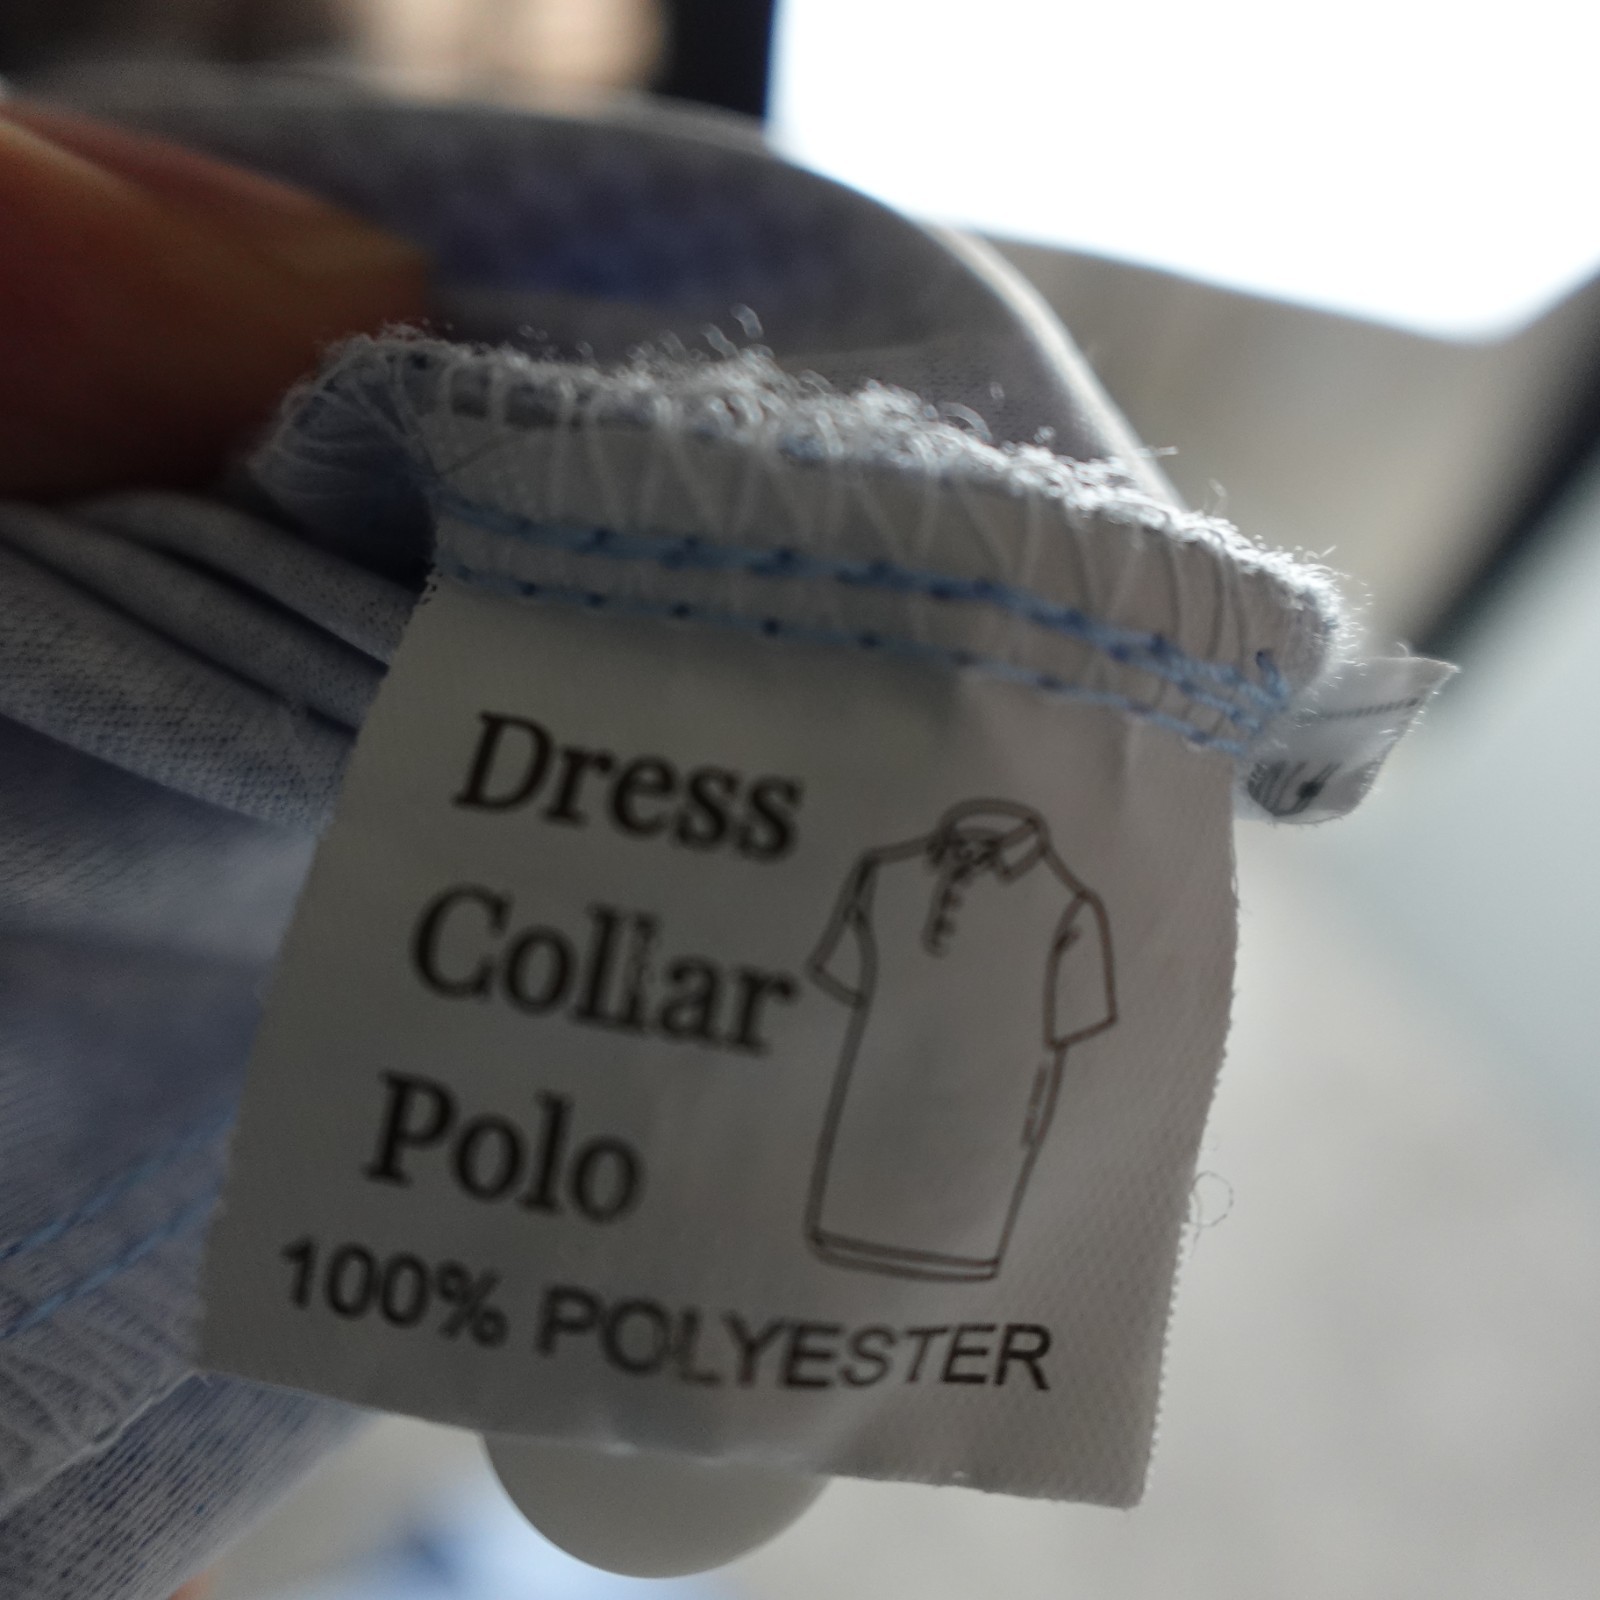 Dress
Collar
Polo
100% POLYESTER